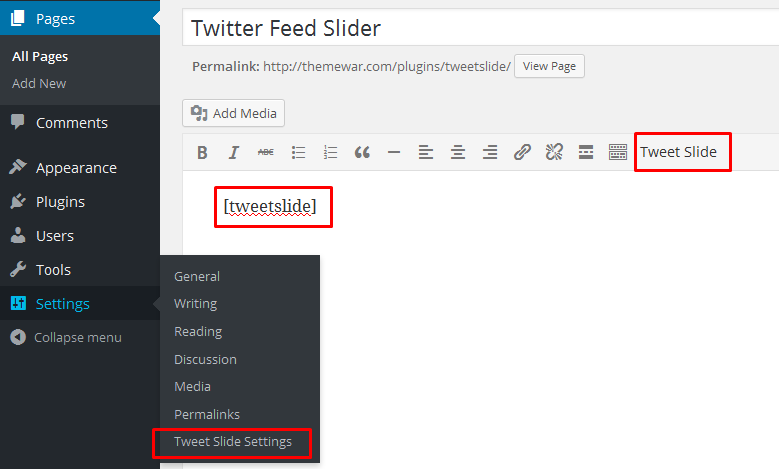 Pages
All Pages
Add New
Comments
Appearance
Plugins
Users
Tools
Settings
Collapse menu
General
Writing
Reading
Discussion
Media
Permalinks
Tweet Slide Settings
Twitter Feed Slider
Permalink: http://themewar.com/plugins/tweetslide/ View Page
Add Media
B I ABC Tweet Slide
[tweetslide]